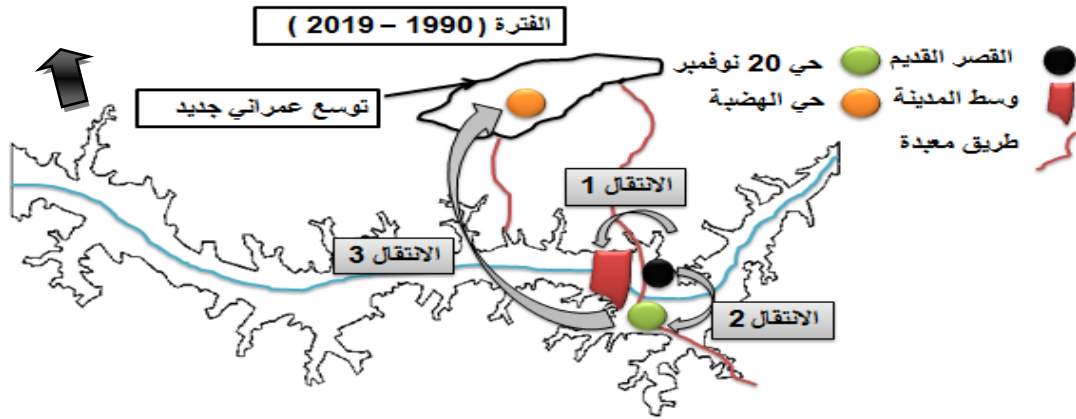 الفترة ( 1990 – 2019 )
القصر القديم
حي 20 نوفمبر
وسط المدينة
حي الهضبة
طريق معبدة
توسع عمراني جديد
الانتقال 1
الانتقال 3
الانتقال 2